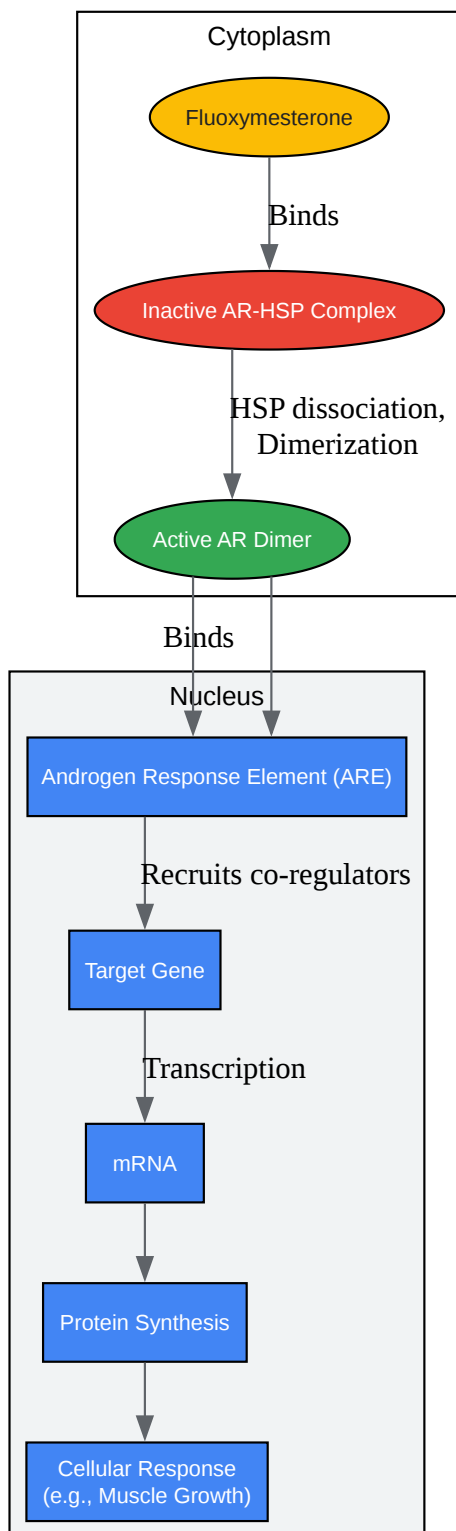 Cytoplasm
Fluoxymesterone
Binds
Inactive AR-HSP Complex
HSP dissociation,
Dimerization
Active AR Dimer
Binds
Nucleus
Androgen Response Element (ARE)
Recruits co-regulators
Target Gene
Transcription
mRNA
Protein Synthesis
Cellular Response
(e.g., Muscle Growth)